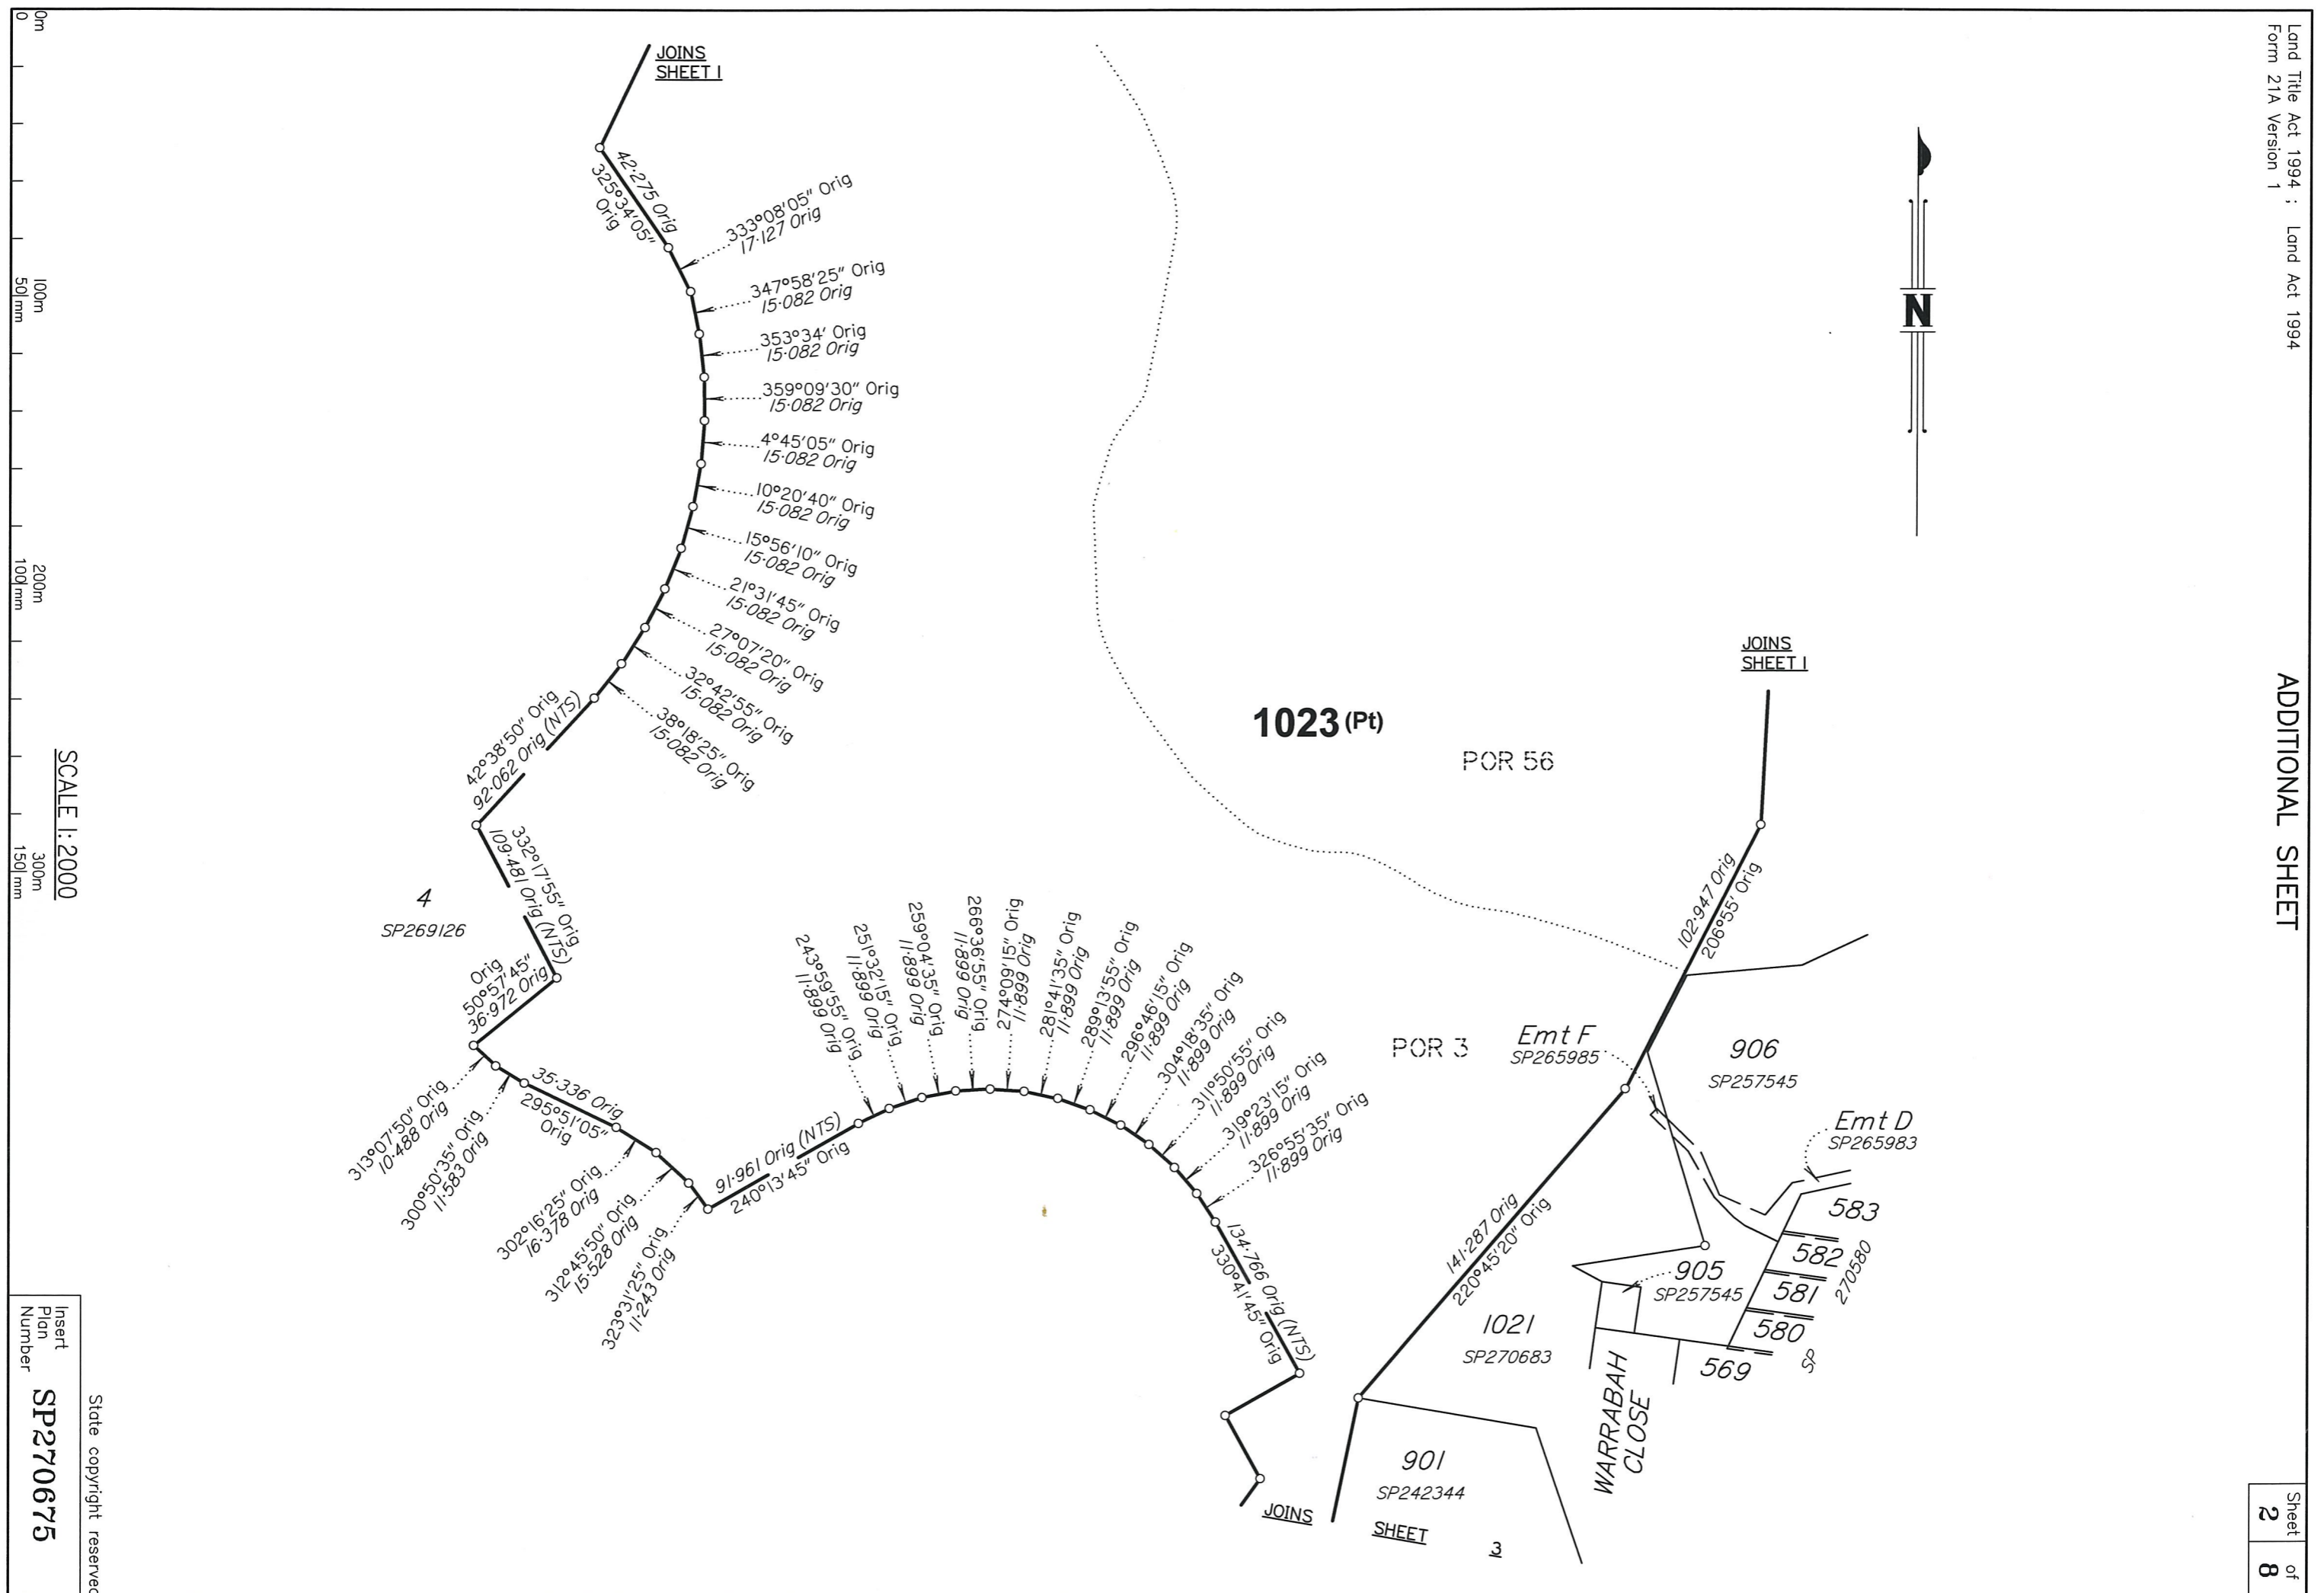 Land Title Act 1994 ; Land Act 1994
Form 21A Version 1
ADDITIONAL SHEET
Sheet of
2 8
JOINS
SHEET 1
42·275 Orig
325°34'05"
Orig
333°08'05" Orig
17·127 Orig
347°58'25" Orig
15·082 Orig
353°34' Orig
15·082 Orig
359°09'30" Orig
15·082 Orig
4°45'05" Orig
15·082 Orig
10°20'40" Orig
15·082 Orig
15°56'10" Orig
15·082 Orig
21°31'45" Orig
15·082 Orig
27°07'20" Orig
15·082 Orig
32°42'55" Orig
15·082 Orig
38°18'25" Orig
15·082 Orig
42°38'50" Orig
92·062 Orig (NTS)
332°17'55" Orig
109·481 Orig (NTS)
4
SP269126
Orig
50°57'45"
36·972 Orig
313°07'50" Orig
10·488 Orig
300°50'35" Orig
11·583 Orig
35·336 Orig
295°51'05"
Orig
302°16'25" Orig
16·378 Orig
312°45'50" Orig
15·528 Orig
323°31'25" Orig
11·243 Orig
91·961 Orig (NTS)
240°13'45" Orig
243°59'55" Orig
11·899 Orig
251°32'15" Orig
11·899 Orig
259°04'35" Orig
11·899 Orig
266°36'55" Orig
11·899 Orig
274°09'15" Orig
11·899 Orig
281°41'35" Orig
11·899 Orig
289°13'55" Orig
11·899 Orig
296°46'15" Orig
11·899 Orig
304°18'35" Orig
11·899 Orig
311°50'55" Orig
11·899 Orig
319°23'15" Orig
11·899 Orig
326°55'35" Orig
11·899 Orig
134·766 Orig (NTS)
330°41'45" Orig
N
1023 (Pt)
POR 56
JOINS
SHEET 1
102·947 Orig
206°55' Orig
POR 3
Emt F
SP265985
906
SP257545
Emt D
SP265983
583
582
581
580
569
SP
270580
905
SP257545
141·287 Orig
220°45'20" Orig
1021
SP270683
WARRABAH
CLOSE
901
SP242344
JOINS
SHEET
3
0m
100m
200m
300m
0
50mm
100mm
150mm
SCALE 1:2000
State copyright reserved
Insert
Plan
Number
SP270675